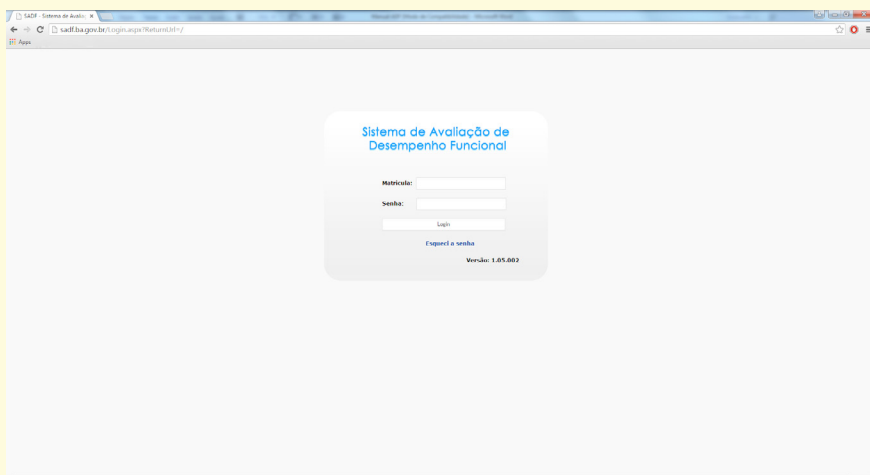 SADF - Sistema de Avaliaç
sadf.ba.gov.br/Login.aspx?ReturnUrl=/
Apps
Sistema de Avaliação de
Desempenho Funcional
Matrícula:
Senha:
Login
Esqueci a senha
Versão: 1.05.002